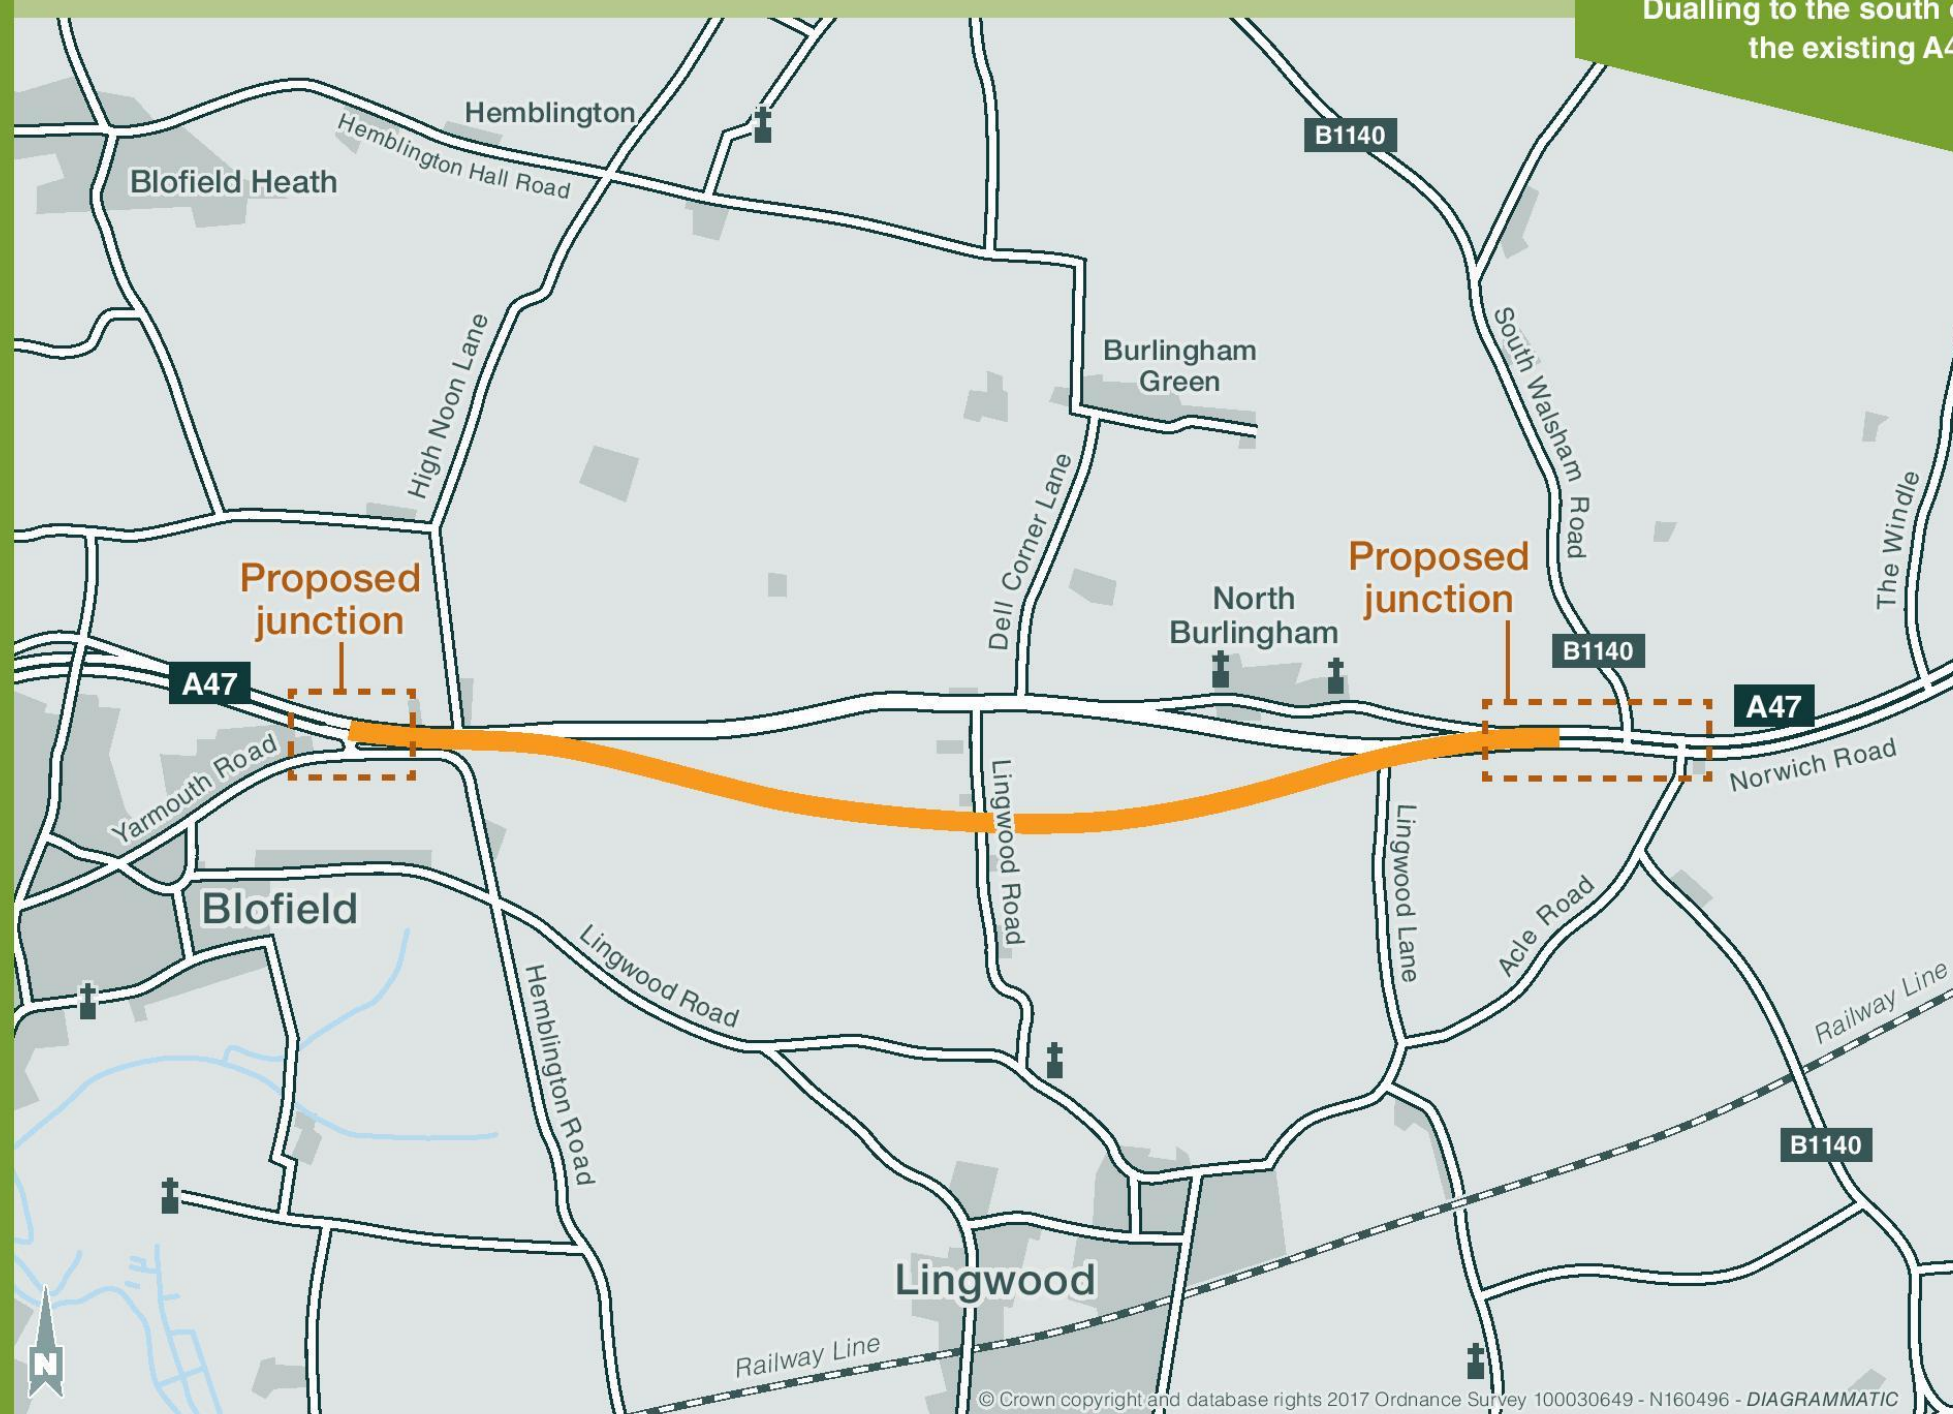 Dualling to the south
the existing
B1140
Hemblington
Hemblington Hall Road
Blofield Heath
High Noon Lane
Burlingham
Green
South Walsham Road
Dell Corner Lane
The Windle
Proposed
junction
Proposed
junction
North
Burlingham
B1140
A47
A47
Norwich Road
Yarmouth Road
Lingwood Road
Lingwood Lane
Acle Road
Blofield
Lingwood Road
Hemblington Road
Railway Line
B1140
Lingwood
Railway Line
N
© Crown copyright and database rights 2017 Ordnance Survey 100030649 - N160496 - DIAGRAMMATIC